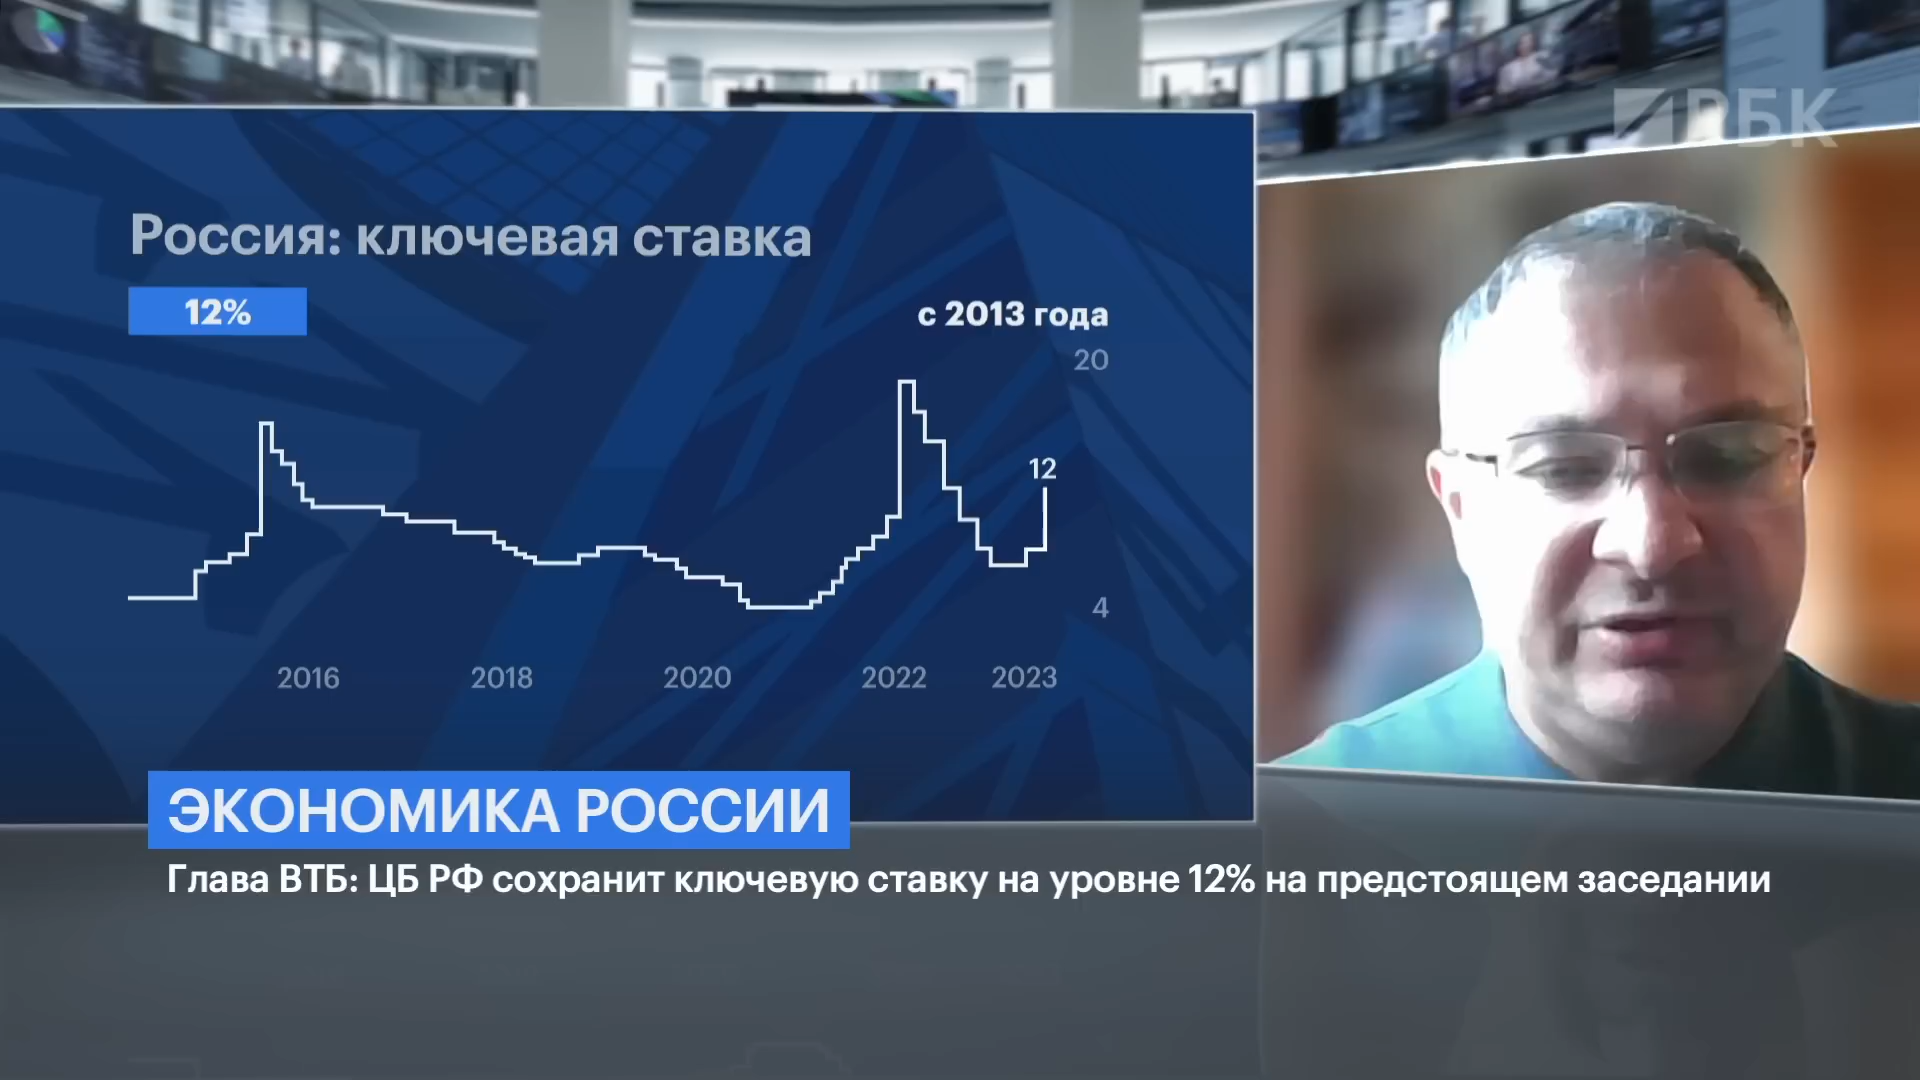 РБК
Россия: ключевая ставка
12%
с 2013 года
20
12
4
2016 2018 2020 2022 2023
ЭКОНОМИКА РОССИИ
Глава ВТБ: ЦБ РФ сохранит ключевую ставку на уровне 12% на предстоящем заседании